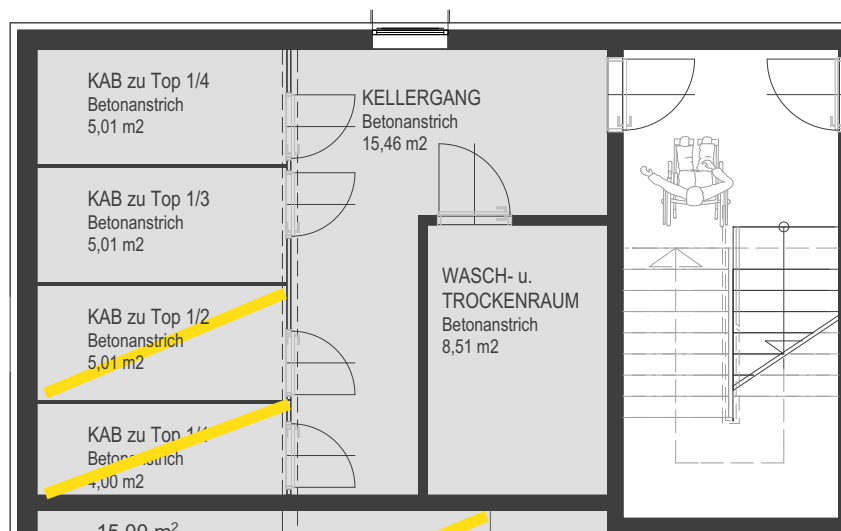 KAB zu Top 1/4
Betonanstrich
5,01 m2
KELLERGANG
Betonanstrich
15,46 m2
KAB zu Top 1/3
Betonanstrich
5,01 m2
KAB zu Top 1/2
Betonanstrich
5,01 m2
WASCH- u.
TROCKENRAUM
Betonanstrich
8,51 m2
KAB zu Top 1/1
Betonanstrich
4,00 m2
15,00 m²